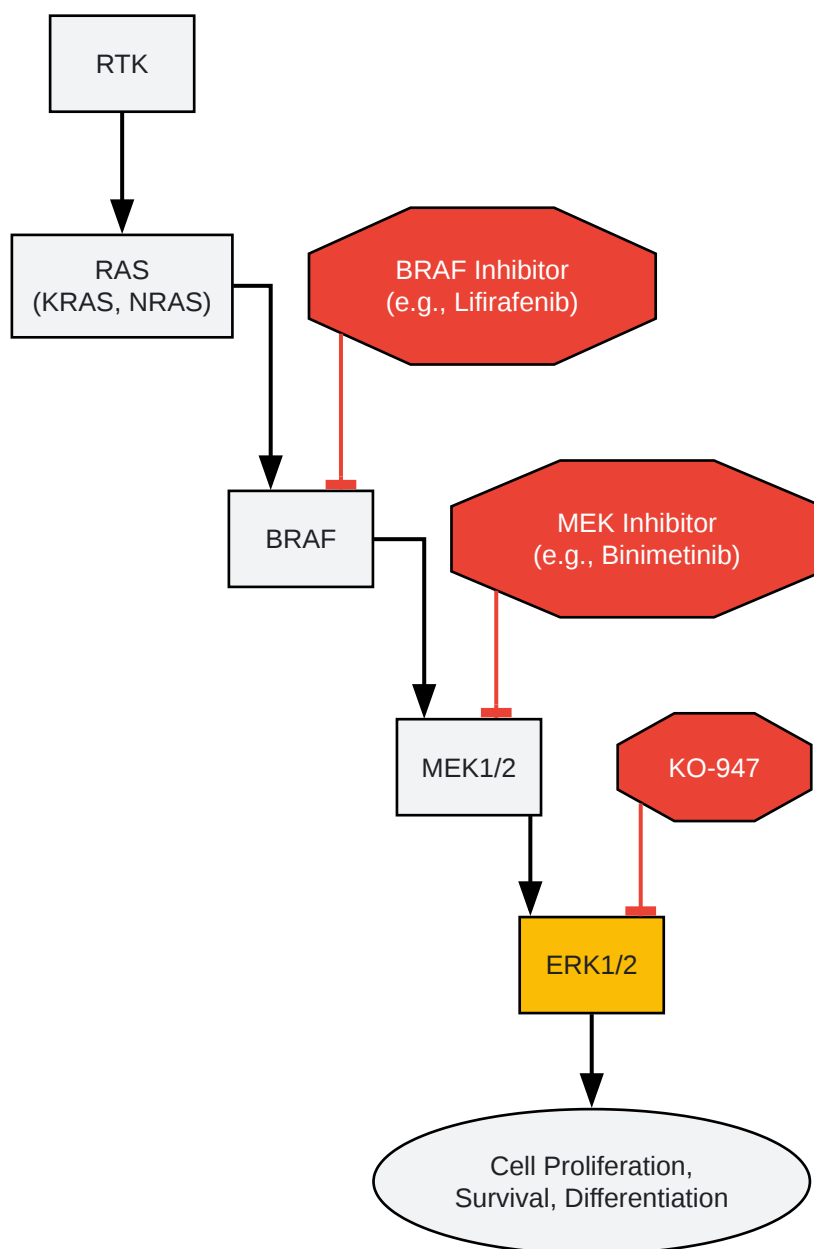 RTK
RAS
(KRAS, NRAS)
BRAF Inhibitor
(e.g., Lifirafenib)
BRAF
MEK Inhibitor
(e.g., Binimetinib)
MEK1/2
KO-947
ERK1/2
Cell Proliferation,
Survival, Differentiation